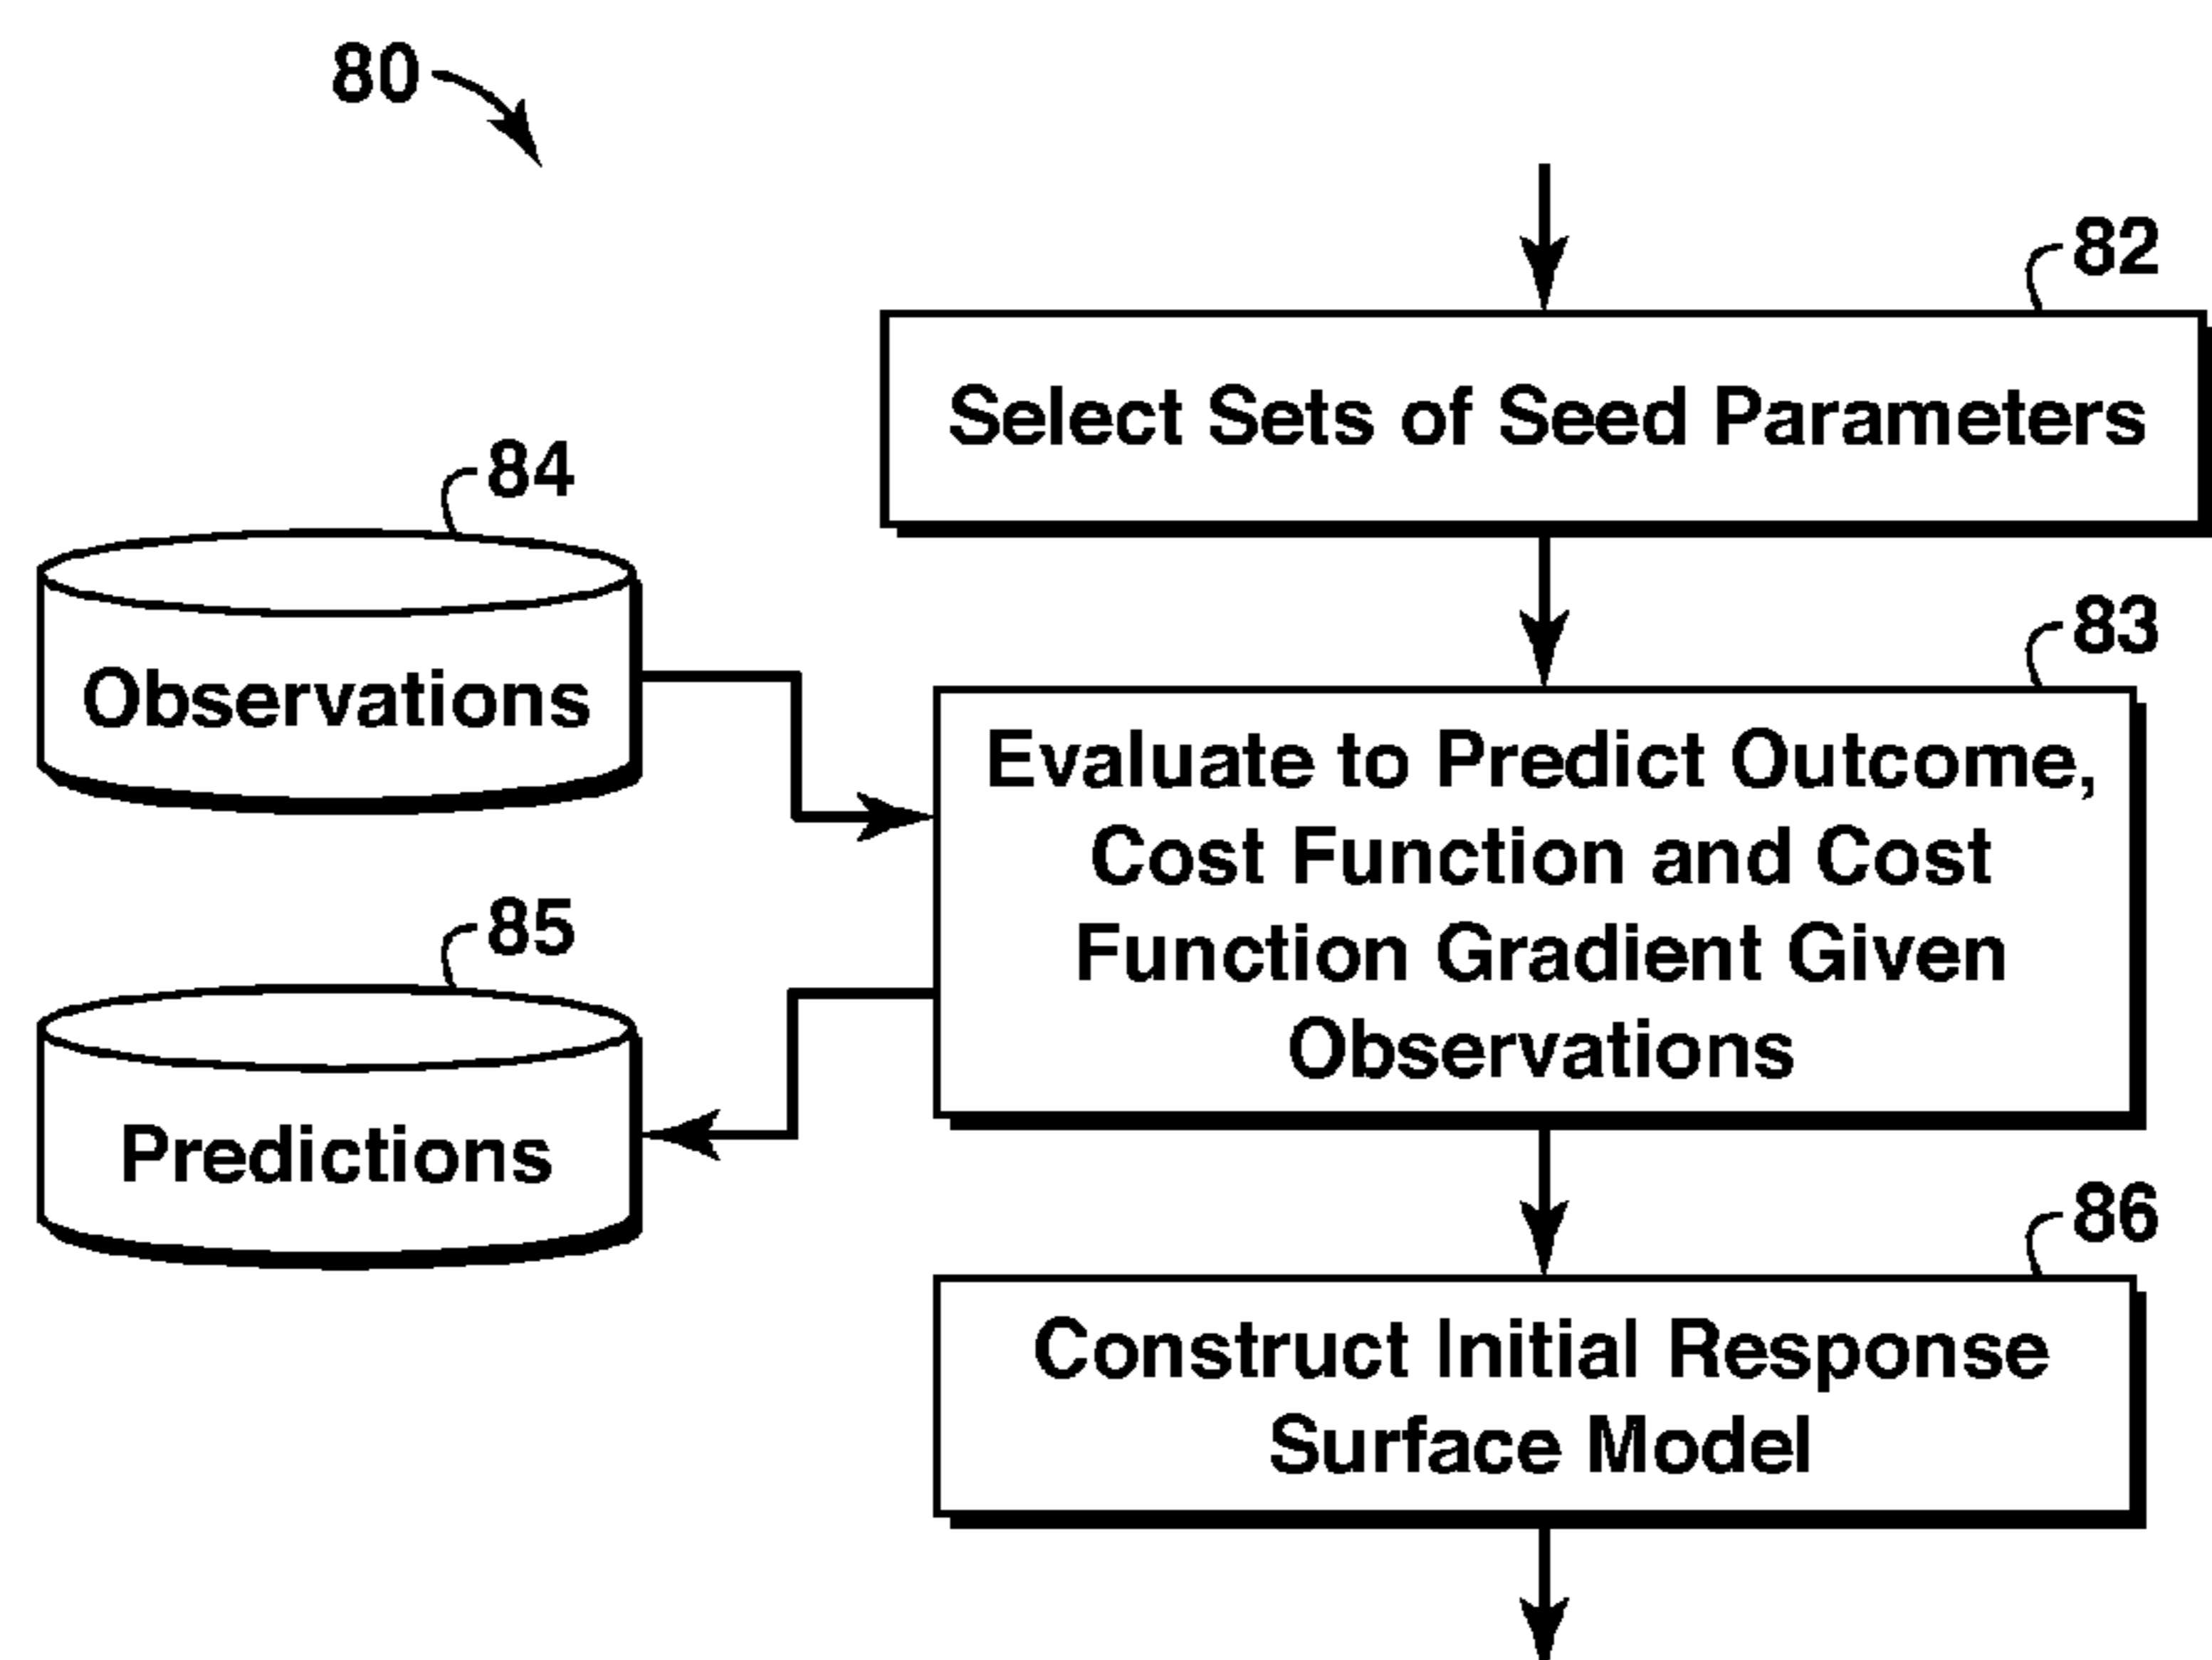 80
82
Select Sets of Seed Parameters
84
Observations
83
Evaluate to Predict Outcome,
Cost Function and Cost
Function Gradient Given
Observations
85
Predictions
86
Construct Initial Response
Surface Model